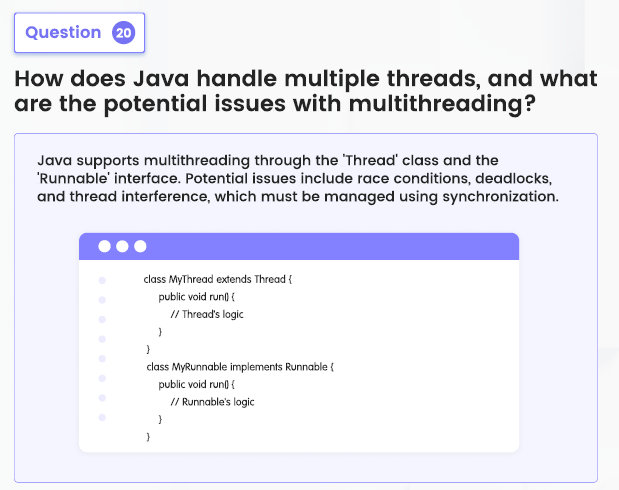 Question 20
How does Java handle multiple threads, and what
are the potential issues with multithreading?
Java supports multithreading through the 'Thread' class and the
'Runnable' interface. Potential issues include race conditions, deadlocks,
and thread interference, which must be managed using synchronization.
class MyThread extends Thread {
public void run() {
// Thread's logic
}
}
class MyRunnable implements Runnable {
public void run() {
// Runnable's logic
}
}